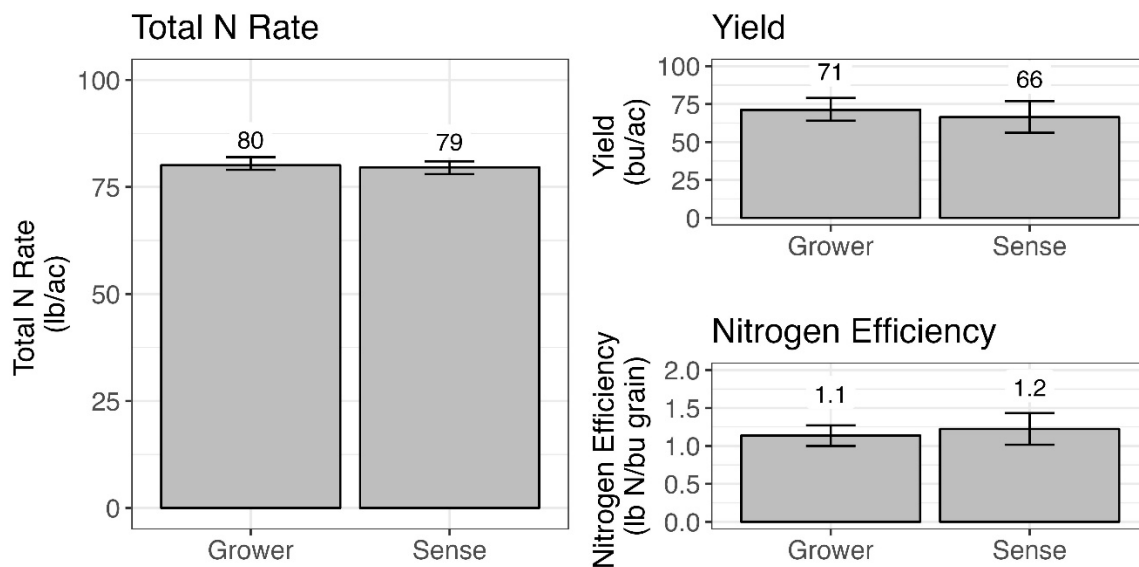 Total N Rate
Total N Rate
(lb/ac)
100
75
50
25
0
80
79
Grower
Sense
Yield
Yield
(bu/ac)
100
75
50
25
0
71
66
Grower
Sense
Nitrogen Efficiency
Nitrogen Efficiency
(lb N/bu grain)
2.0
1.5
1.0
0.5
0.0
1.1
1.2
Grower
Sense